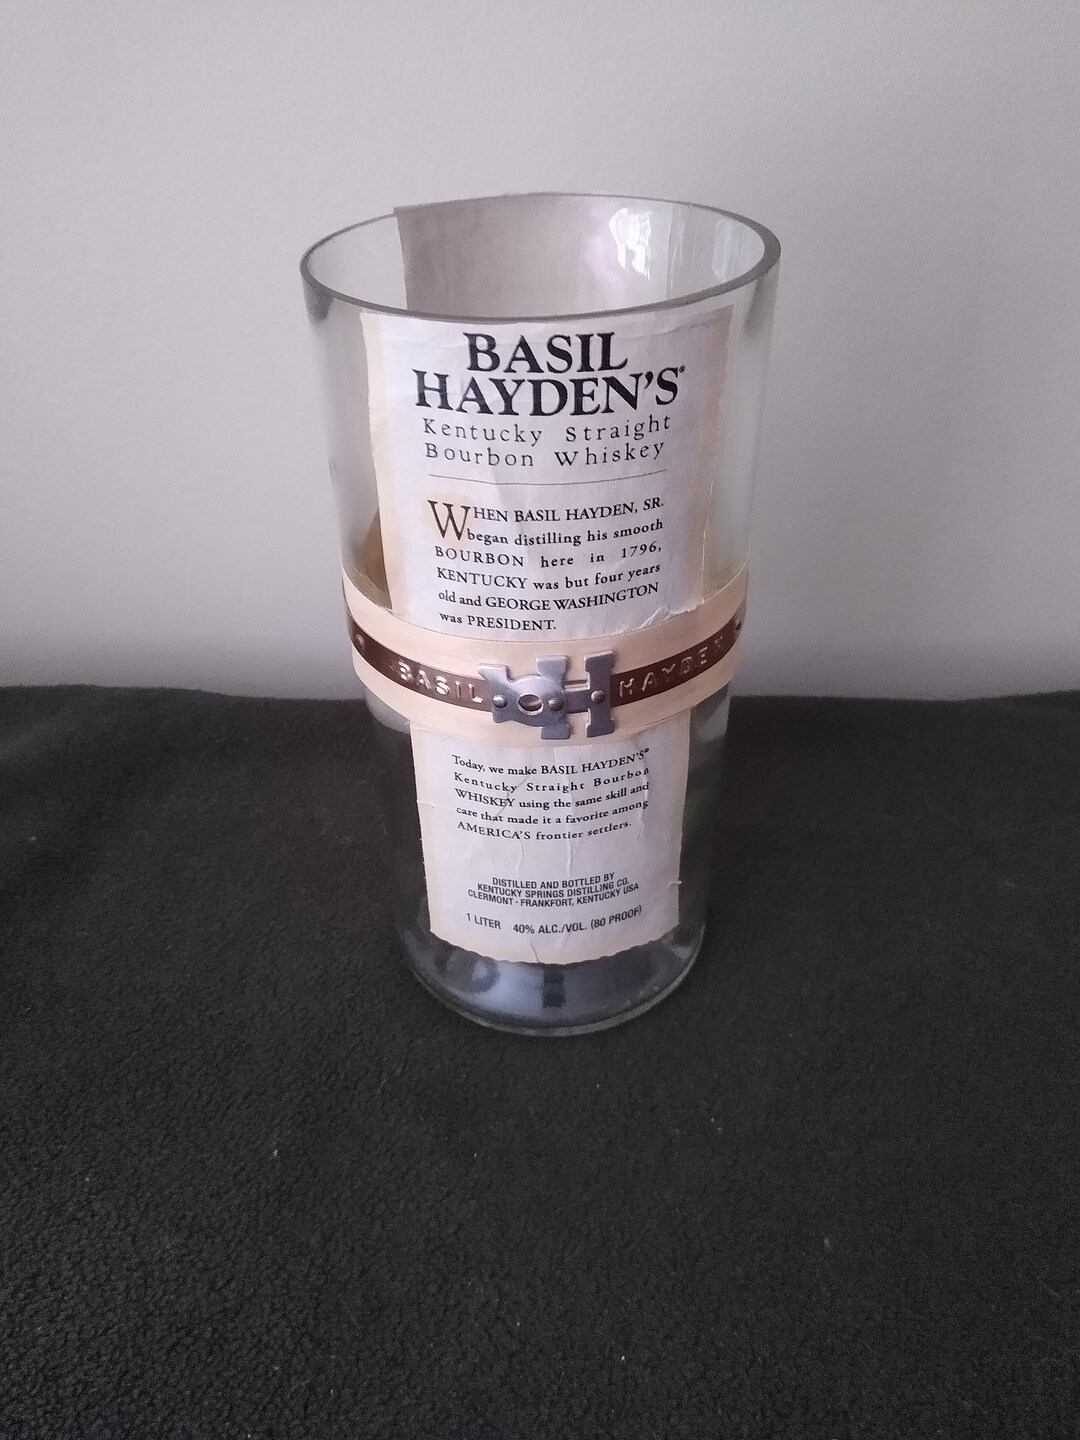 BASIL
HAYDEN'S®
Kentucky Straight
Bourbon Whiskey
WHEN BASIL HAYDEN, SR.
began distilling his smooth
BOURBON here in 1796,
KENTUCKY was but four years
old and GEORGE WASHINGTON
was PRESIDENT.
BASIL H HAYDEN
Today, we make BASIL HAYDEN'S®
Kentucky Straight Bourbon
WHISKEY using the same skill and
care that made it a favorite among
AMERICA'S frontier settlers.
DISTILLED AND BOTTLED BY
KENTUCKY SPRINGS DISTILLING CO.
CLERMONT - FRANKFORT, KENTUCKY USA
1 LITER 40% ALC./VOL. (80 PROOF)